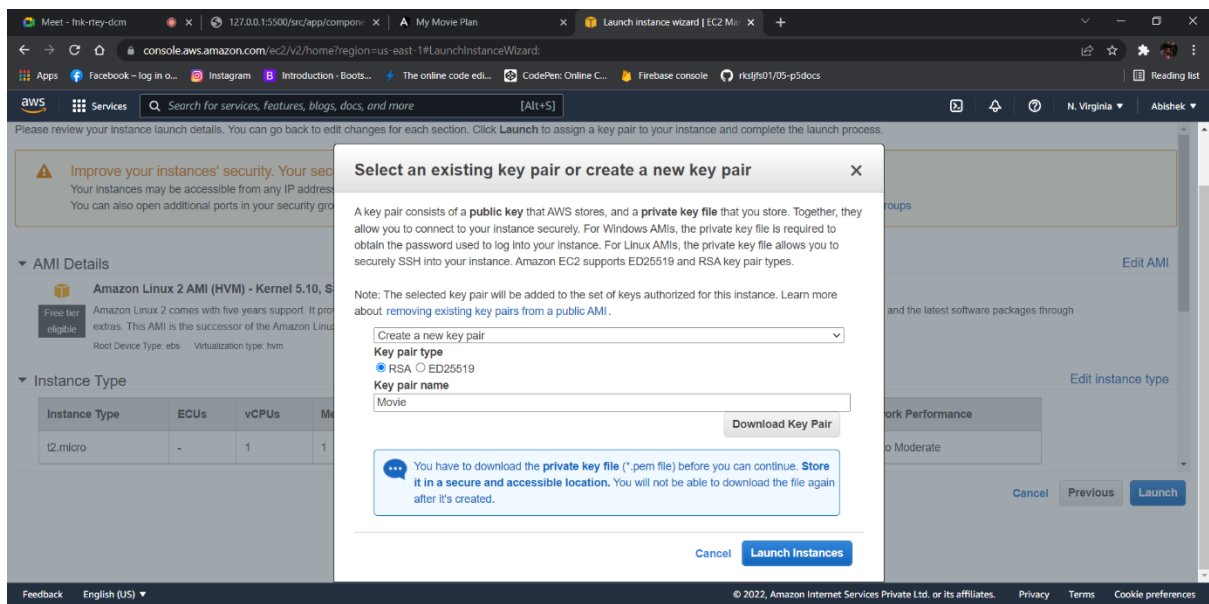 Meet - fnk-rtey-dcm
127.0.0.1:5500/src/app/compone
My Movie Plan
Launch instance wizard | EC2 Ma
console.aws.amazon.com/ec2/v2/home?region=us-east-1#LaunchInstanceWizard:
Apps
Facebook – log in o...
Instagram
Introduction · Boots...
The online code edi...
CodePen: Online C...
Firebase console
rksljfs01/05-p5docs
Reading list
aws
Services
Search for services, features, blogs, docs, and more
[Alt+S]
N. Virginia ▼
Abishek ▼
Please review your instance launch details. You can go back to edit changes for each section. Click Launch to assign a key pair to your instance and complete the launch process.
Improve your instances' security. Your sec
Your instances may be accessible from any IP address
You can also open additional ports in your security gro
roups
AMI Details
Edit AMI
Amazon Linux 2 AMI (HVM) - Kernel 5.10, S
Free tier
eligible
Amazon Linux 2 comes with five years support. It pro
and the latest software packages through
extras. This AMI is the successor of the Amazon Linu
Root Device Type: ebs Virtualization type: hvm
Instance Type
Edit instance type
Instance Type
ECUs
vCPUs
Me
ork Performance
t2.micro
-
1
1
o Moderate
Cancel
Previous
Launch
Select an existing key pair or create a new key pair
A key pair consists of a public key that AWS stores, and a private key file that you store. Together, they
allow you to connect to your instance securely. For Windows AMIs, the private key file is required to
obtain the password used to log into your instance. For Linux AMIs, the private key file allows you to
securely SSH into your instance. Amazon EC2 supports ED25519 and RSA key pair types.
Note: The selected key pair will be added to the set of keys authorized for this instance. Learn more
about removing existing key pairs from a public AMI.
Create a new key pair
Key pair type
RSA ED25519
Key pair name
Movie
Download Key Pair
You have to download the private key file (*.pem file) before you can continue. Store
it in a secure and accessible location. You will not be able to download the file again
after it's created.
Cancel
Launch Instances
Feedback
English (US) ▼
© 2022, Amazon Internet Services Private Ltd. or its affiliates.
Privacy
Terms
Cookie preferences